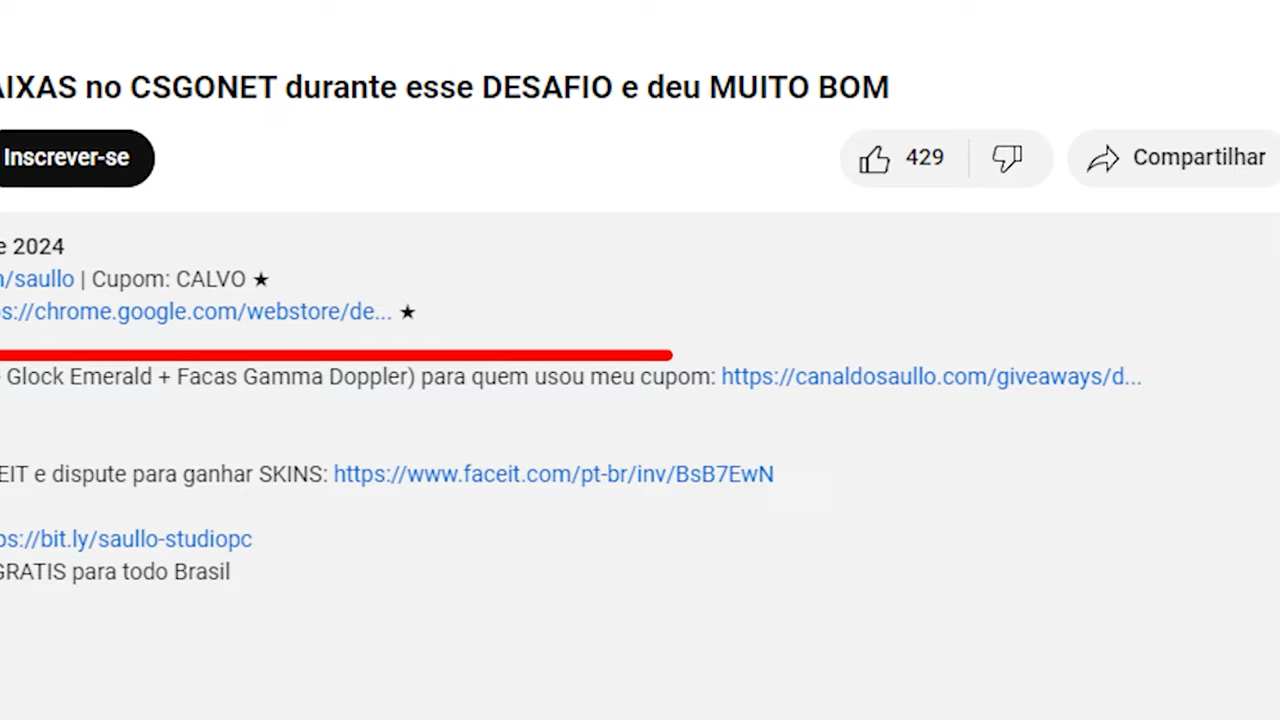 AIXAS no CSGONET durante esse DESAFIO e deu MUITO BOM
Inscrever-se
429
Compartilhar
e 2024
n/saullo | Cupom: CALVO ★
os://chrome.google.com/webstore/de... ★
Glock Emerald + Facas Gamma Doppler) para quem usou meu cupom: https://canaldosaullo.com/giveaways/d...
EIT e dispute para ganhar SKINS: https://www.faceit.com/pt-br/inv/BsB7EwN
ps://bit.ly/saullo-studiopc
GRATIS para todo Brasil